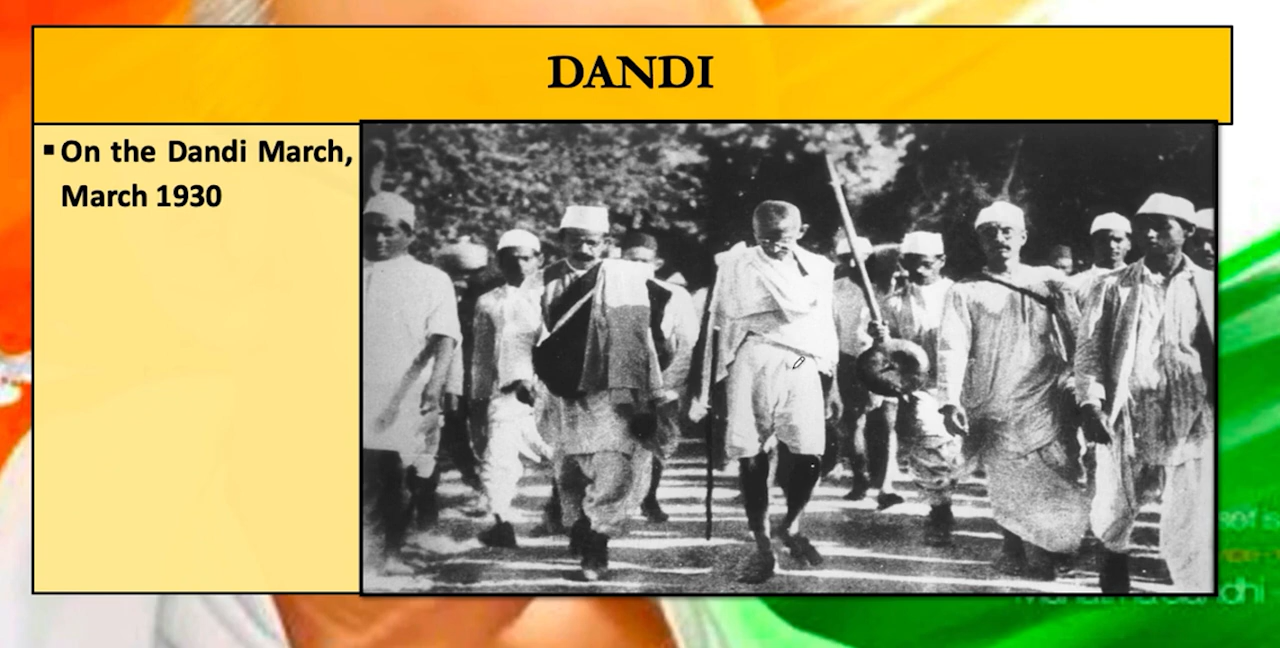 DANDI
▪ On the Dandi March,
March 1930